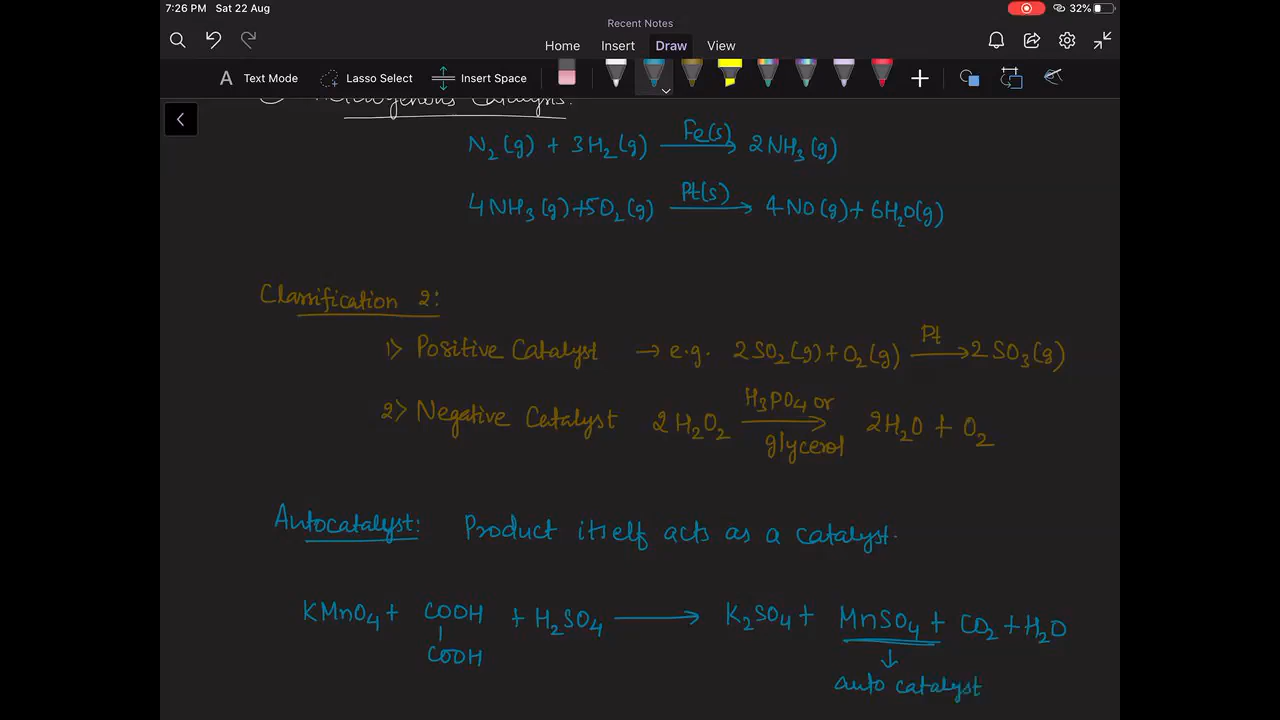 7:26 PM Sat 22 Aug
32%
Recent Notes
Home Insert Draw View
Text Mode Lasso Select Insert Space
Catalysis:
N₂(g) + 3H₂(g) Fe(s) → 2NH₃(g)
4NH₃(g)+5O₂(g) Pt(s) → 4NO(g)+6H₂O(g)
Classification 2:
1> Positive Catalyst → e.g. 2SO₂(g)+O₂(g) Pt → 2SO₃(g)
2> Negative Catalyst 2H₂O₂ H₃PO₄ or glycerol → 2H₂O + O₂
Autocatalyst: Product itself acts as a catalyst.
KMnO₄ + COOH + H₂SO₄ → K₂SO₄ + MnSO₄ + CO₂ + H₂O
COOH
↓
auto catalyst